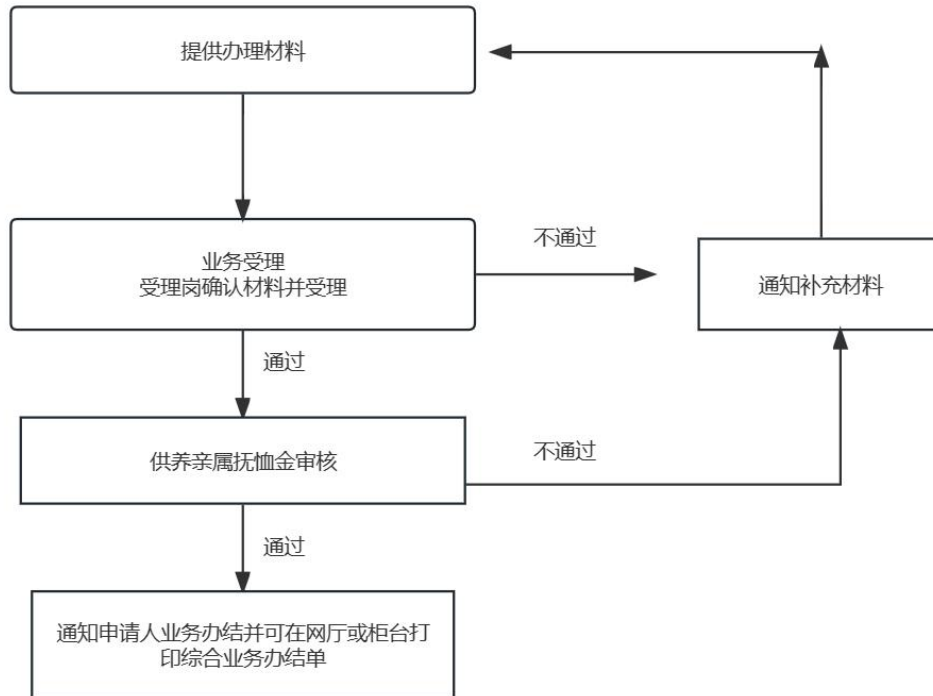 提供办理材料
业务受理
受理岗确认材料并受理
不通过
通知补充材料
通过
供养亲属抚恤金审核
不通过
通过
通知申请人业务办结并可在网厅或柜台打
印综合业务办结单